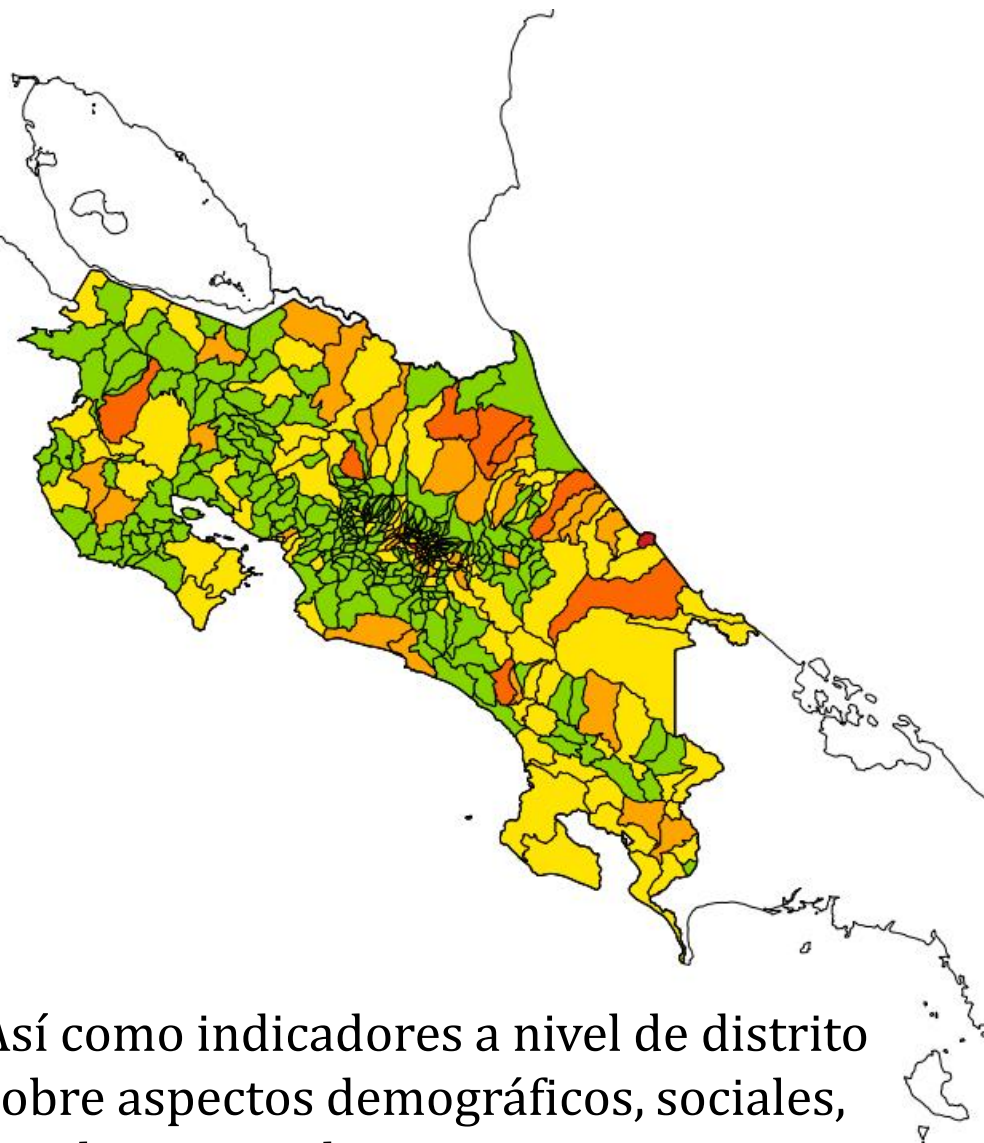 Así como indicadores a nivel de distrito
sobre aspectos demográficos, sociales,